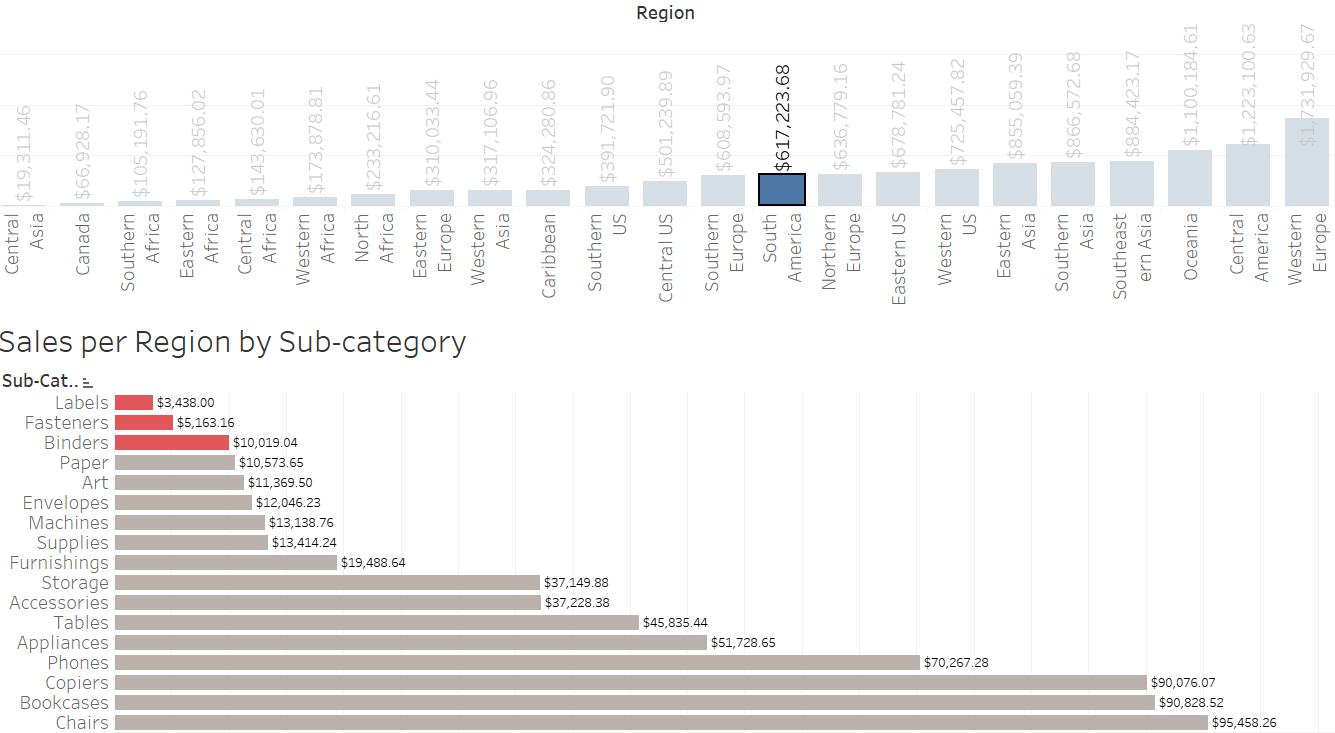 Region
$19,311.46
$66,928.17
$105,191.76
$127,856.02
$143,630.01
$173,878.81
$233,216.61
$310,033.44
$317,106.96
$324,280.86
$391,721.90
$501,239.89
$608,593.97
$617,223.68
$636,779.16
$678,781.24
$725,457.82
$855,059.39
$866,572.68
$884,423.17
$1,100,184.61
$1,223,100.63
$1,731,929.67
Central
Asia
Canada
Southern
Africa
Eastern
Africa
Central
Africa
Western
Africa
North
Africa
Eastern
Europe
Western
Asia
Caribbean
Southern
US
Central US
Southern
Europe
South
America
Northern
Europe
Eastern US
Western
US
Eastern
Asia
Southern
Asia
Southeast
ern Asia
Oceania
Central
America
Western
Europe
Sales per Region by Sub-category
Sub-Cat..
Labels $3,438.00
Fasteners $5,163.16
Binders $10,019.04
Paper $10,573.65
Art $11,369.50
Envelopes $12,046.23
Machines $13,138.76
Supplies $13,414.24
Furnishings $19,488.64
Storage $37,149.88
Accessories $37,228.38
Tables $45,835.44
Appliances $51,728.65
Phones $70,267.28
Copiers $90,076.07
Bookcases $90,828.52
Chairs $95,458.26